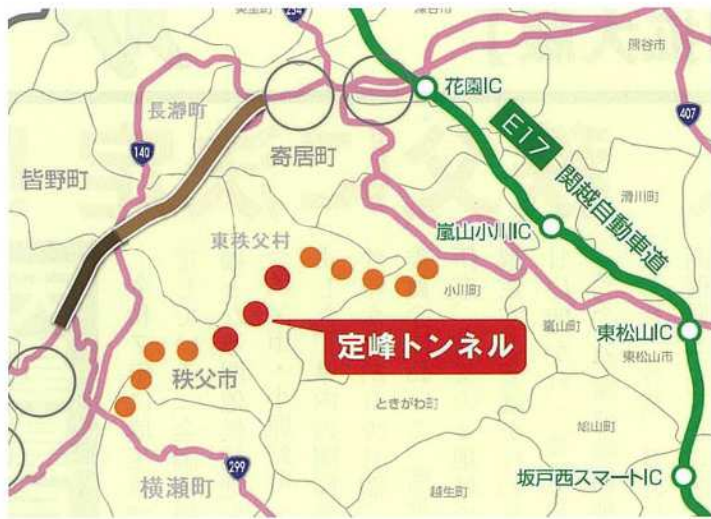 254
深谷市
熊谷市
花園IC
長瀞町
407
E17
関越自動車道
140
寄居町
皆野町
滑川町
嵐山小川IC
東秩父村
小川町
嵐山町
東松山IC
定峰トンネル
東松山市
秩父市
ときがわ町
鳩山町
299
坂戸西スマートIC
横瀬町
越生町